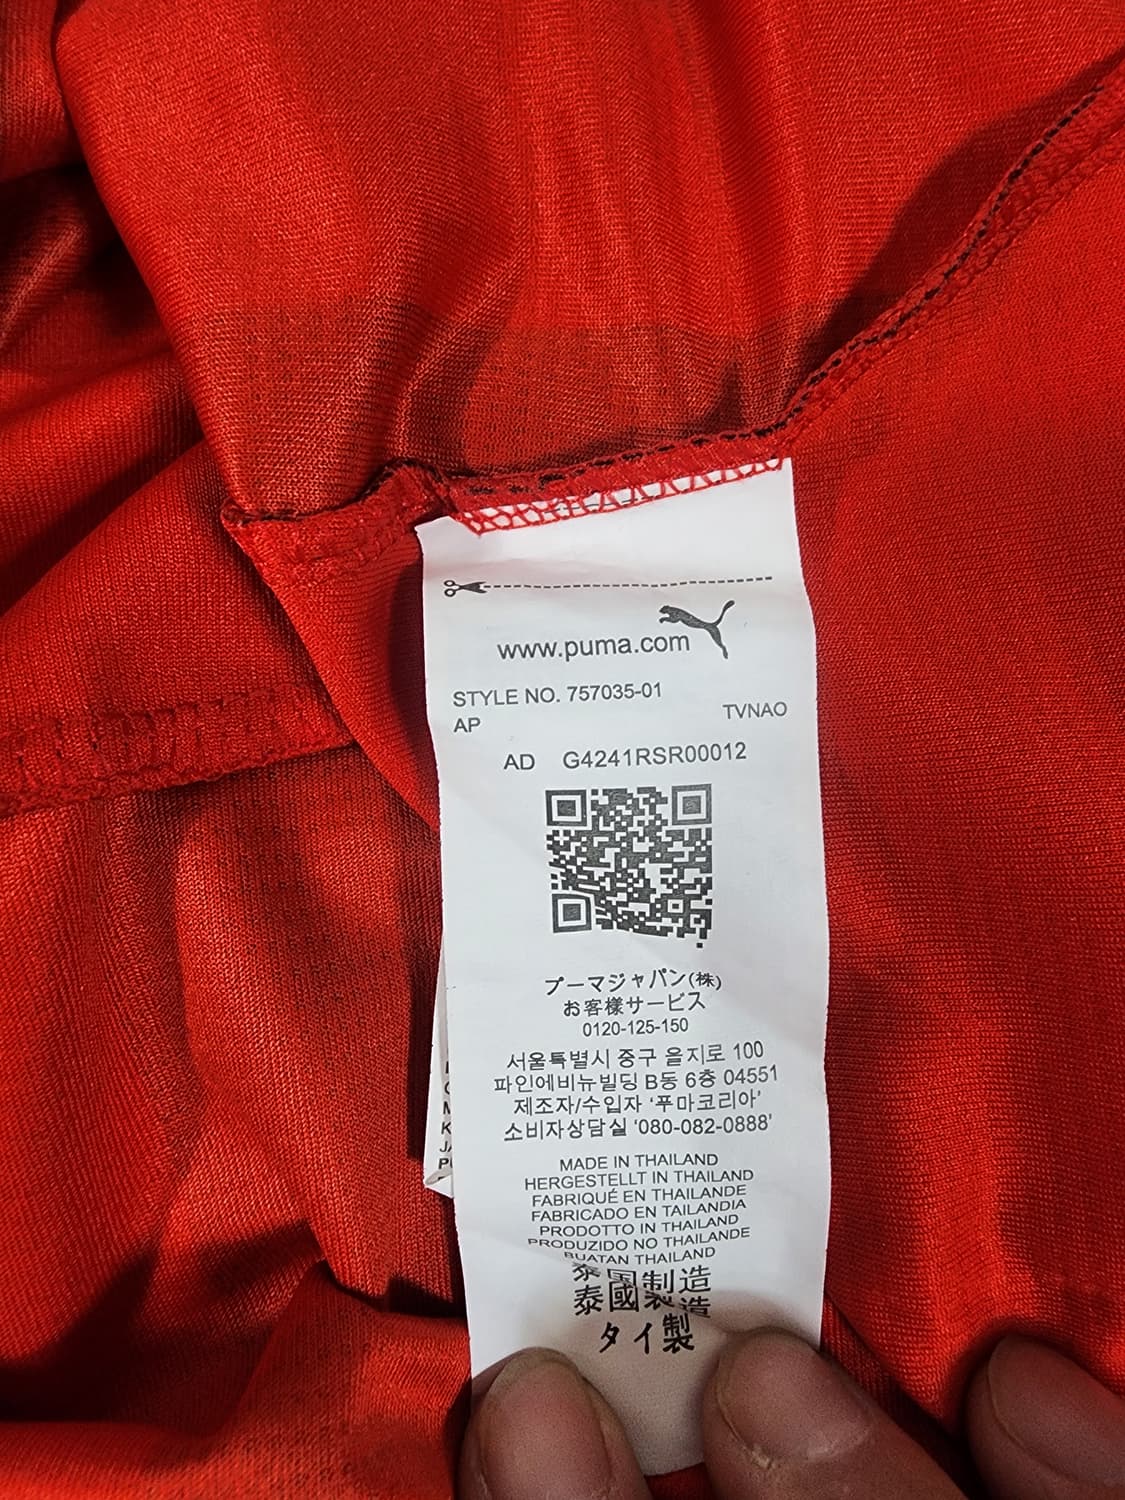 www.puma.com
STYLE NO. 757035-01
AP TVNAO
AD G4241RSR00012
プーマジャパン(株)
お客様サービス
0120-125-150
서울특별시 중구 을지로 100
파인에비뉴빌딩 B동 6층 04551
제조자/수입자 '푸마코리아'
소비자상담실 '080-082-0888'
MADE IN THAILAND
HERGESTELLT IN THAILAND
FABRIQUÉ EN THAILANDE
FABRICADO EN TAILANDIA
PRODOTTO IN THAILAND
PRODUZIDO NO THAILANDE
BUATAN THAILAND
泰国制造
泰國製造
タイ製